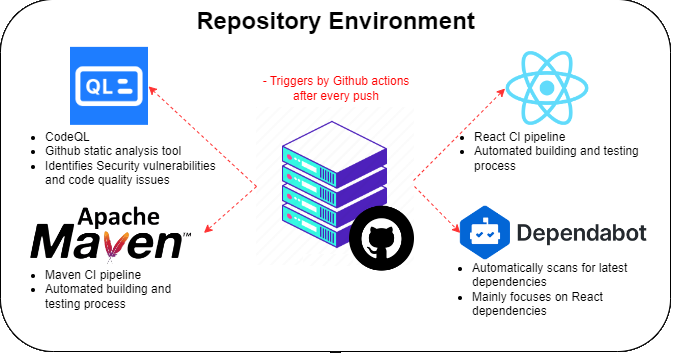 Repository Environment
QL
- Triggers by Github actions
after every push
CodeQL
Github static analysis tool
Identifies Security vulnerabilities
and code quality issues
React CI pipeline
Automated building and testing
process
Apache
Maven™
Maven CI pipeline
Automated building and
testing process
Dependabot
Automatically scans for latest
dependencies
Mainly focuses on React
dependencies